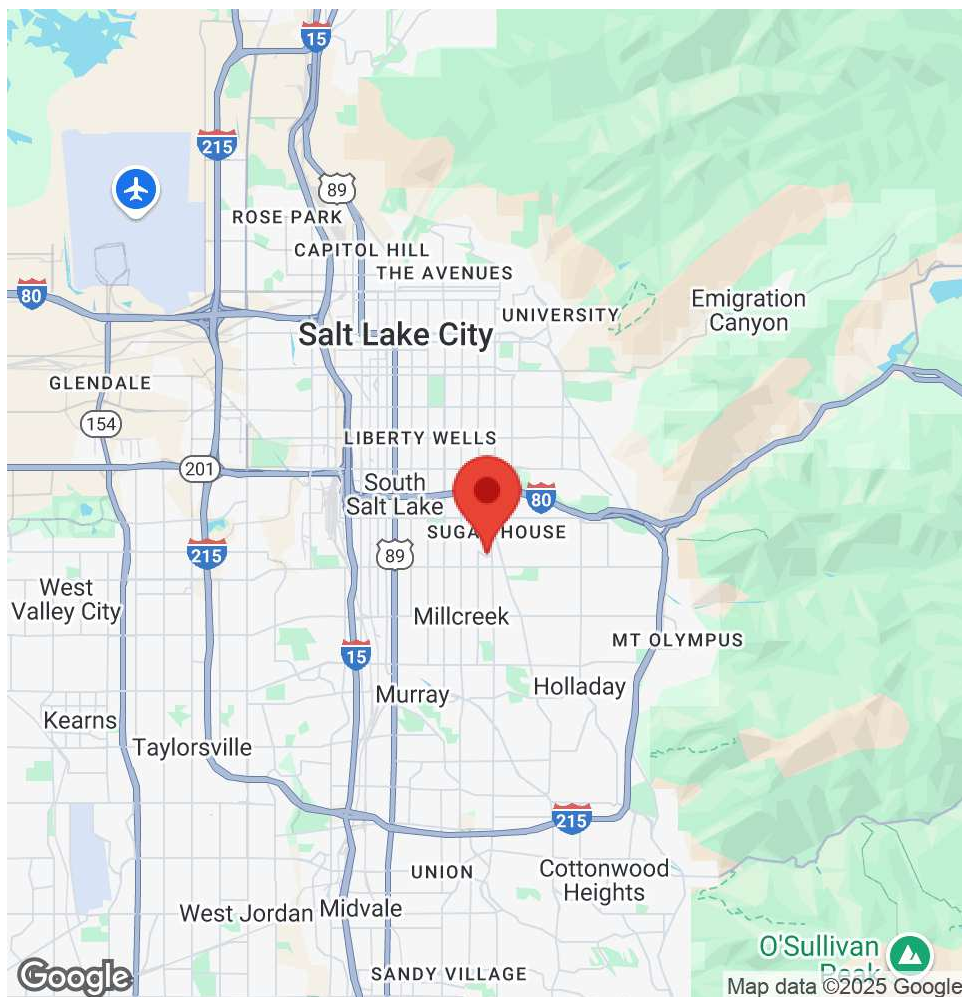 15
215
89
ROSE PARK
CAPITOL HILL
THE AVENUES
80
Emigration
Canyon
UNIVERSITY
Salt Lake City
GLENDALE
154
LIBERTY WELLS
201
South
Salt Lake
80
SUGAR HOUSE
215
89
West
Valley City
Millcreek
MT OLYMPUS
15
Holladay
Murray
Kearns
Taylorsville
215
UNION
Cottonwood
Heights
West Jordan
Midvale
O'Sullivan
Peak
SANDY VILLAGE
Google
Map data ©2025 Google